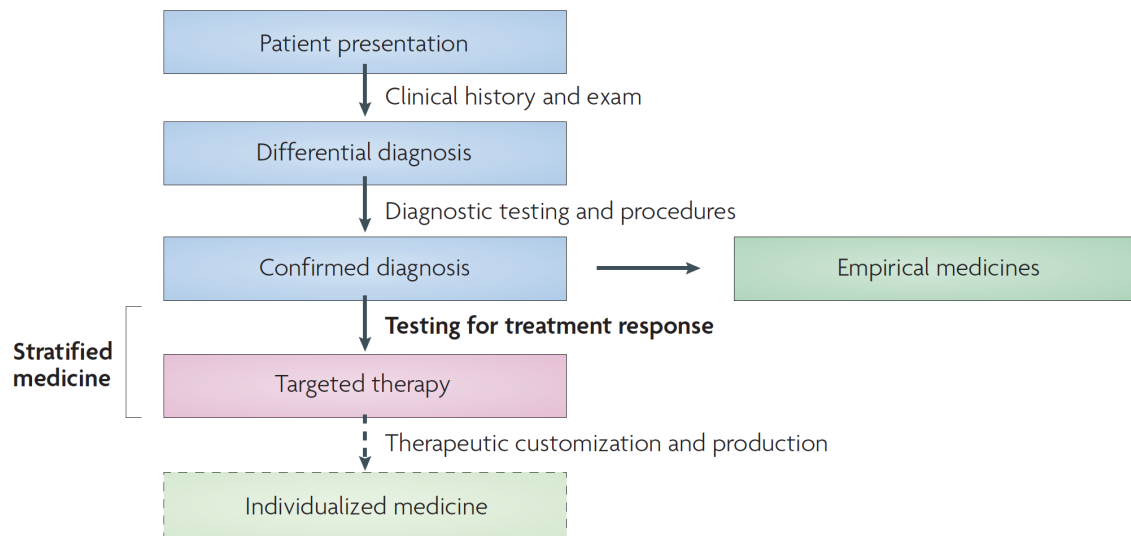 Patient presentation
Clinical history and exam
Differential diagnosis
Diagnostic testing and procedures
Confirmed diagnosis
Empirical medicines
Testing for treatment response
Stratified
medicine
Targeted therapy
Therapeutic customization and production
Individualized medicine